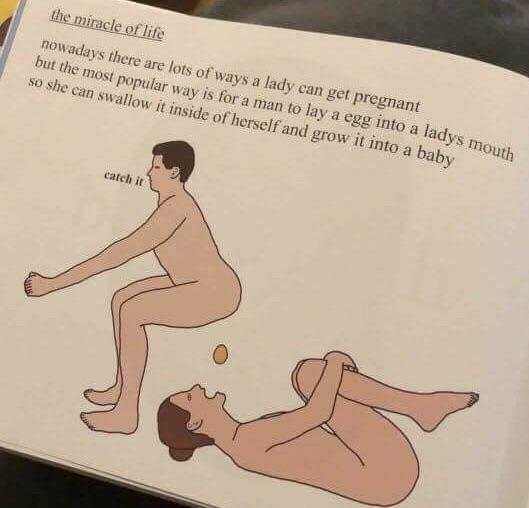 the miracle of life
nowadays there are lots of ways a lady can get pregnant
but the most popular way is for a man to lay a egg into a ladys mouth
so she can swallow it inside of herself and grow it into a baby
catch it